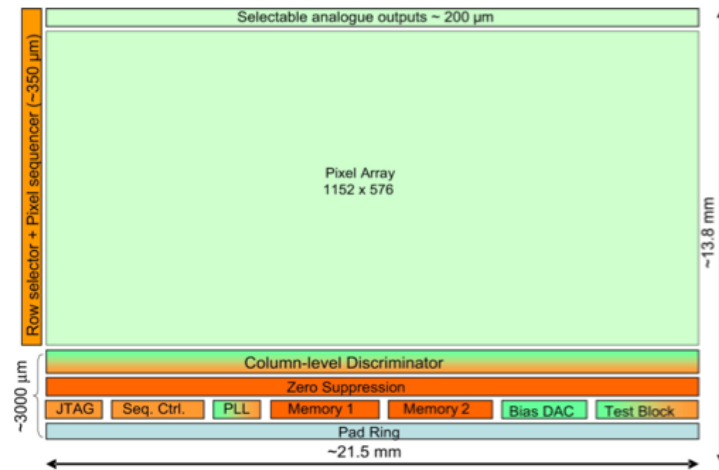 Selectable analogue outputs ~ 200 µm
Row selector + Pixel sequencer (~350 µm)
Pixel Array
1152 x 576
~13.8 mm
~3000 µm
Column-level Discriminator
Zero Suppression
JTAG
Seq. Ctrl.
PLL
Memory 1
Memory 2
Bias DAC
Test Block
Pad Ring
~21.5 mm